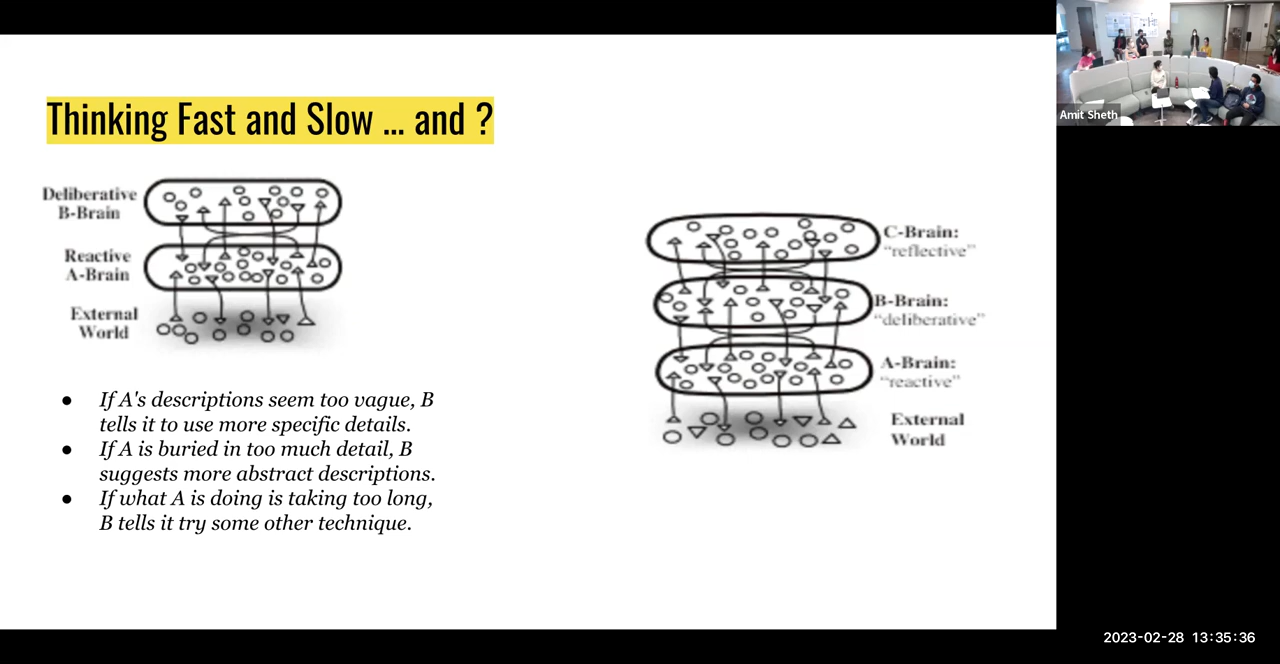 Thinking Fast and Slow ... and ?
Deliberative
B-Brain
Reactive
A-Brain
External
World
If A's descriptions seem too vague, B
tells it to use more specific details.
If A is buried in too much detail, B
suggests more abstract descriptions.
If what A is doing is taking too long,
B tells it try some other technique.
C-Brain:
“reflective”
B-Brain:
“deliberative”
A-Brain:
“reactive”
External
World
Amit Sheth
2023-02-28 13:35:36